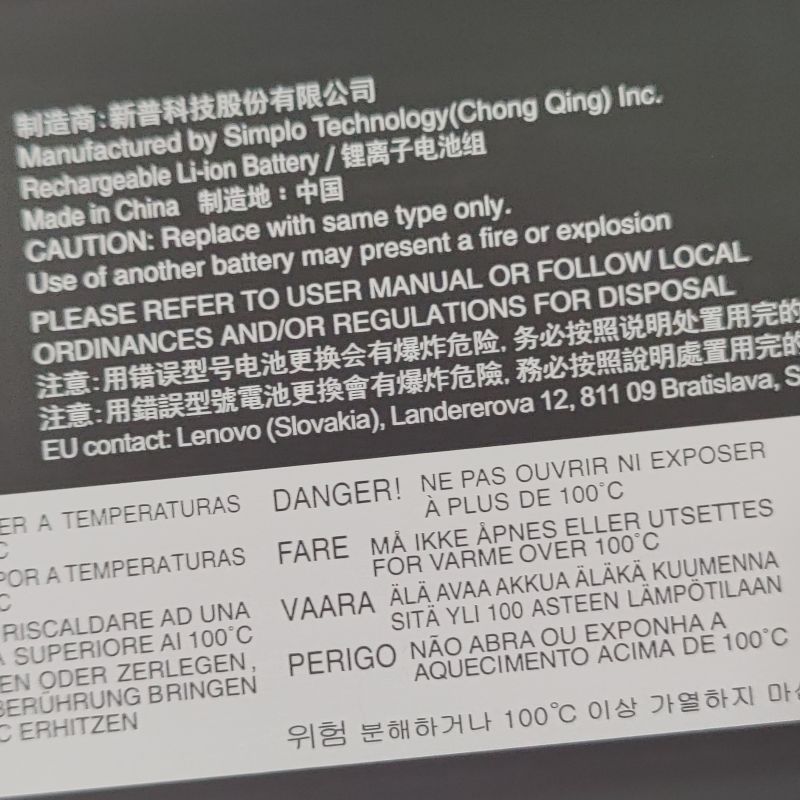 制造商:新普科技股份有限公司
Manufactured by Simplo Technology(Chong Qing) Inc.
Rechargeable Li-ion Battery / 锂离子电池组
Made in China 制造地:中国
CAUTION: Replace with same type only.
Use of another battery may present a fire or explosion
PLEASE REFER TO USER MANUAL OR FOLLOW LOCAL
ORDINANCES AND/OR REGULATIONS FOR DISPOSAL
注意:用错误型号电池更换会有爆炸危险, 务必按照说明处置用完的
注意:用錯誤型號電池更換會有爆炸危險, 務必按照說明處置用完的
EU contact: Lenovo (Slovakia), Landererova 12, 811 09 Bratislava, S
ER A TEMPERATURAS
C
POR A TEMPERATURAS
C
RISCALDARE AD UNA
A SUPERIORE AI 100°C
EN ODER ZERLEGEN,
BERÜHRUNG BRINGEN
C ERHITZEN
DANGER! NE PAS OUVRIR NI EXPOSER
À PLUS DE 100°C
FARE MÅ IKKE ÅPNES ELLER UTSETTES
FOR VARME OVER 100°C
VAARA ÄLÄ AVAA AKKUA ÄLÄKÄ KUUMENNA
SITÄ YLI 100 ASTEEN LÄMPÖTILAAN
PERIGO NÃO ABRA OU EXPONHA A
AQUECIMENTO ACIMA DE 100°C
위험 분해하거나 100°C 이상 가열하지 마